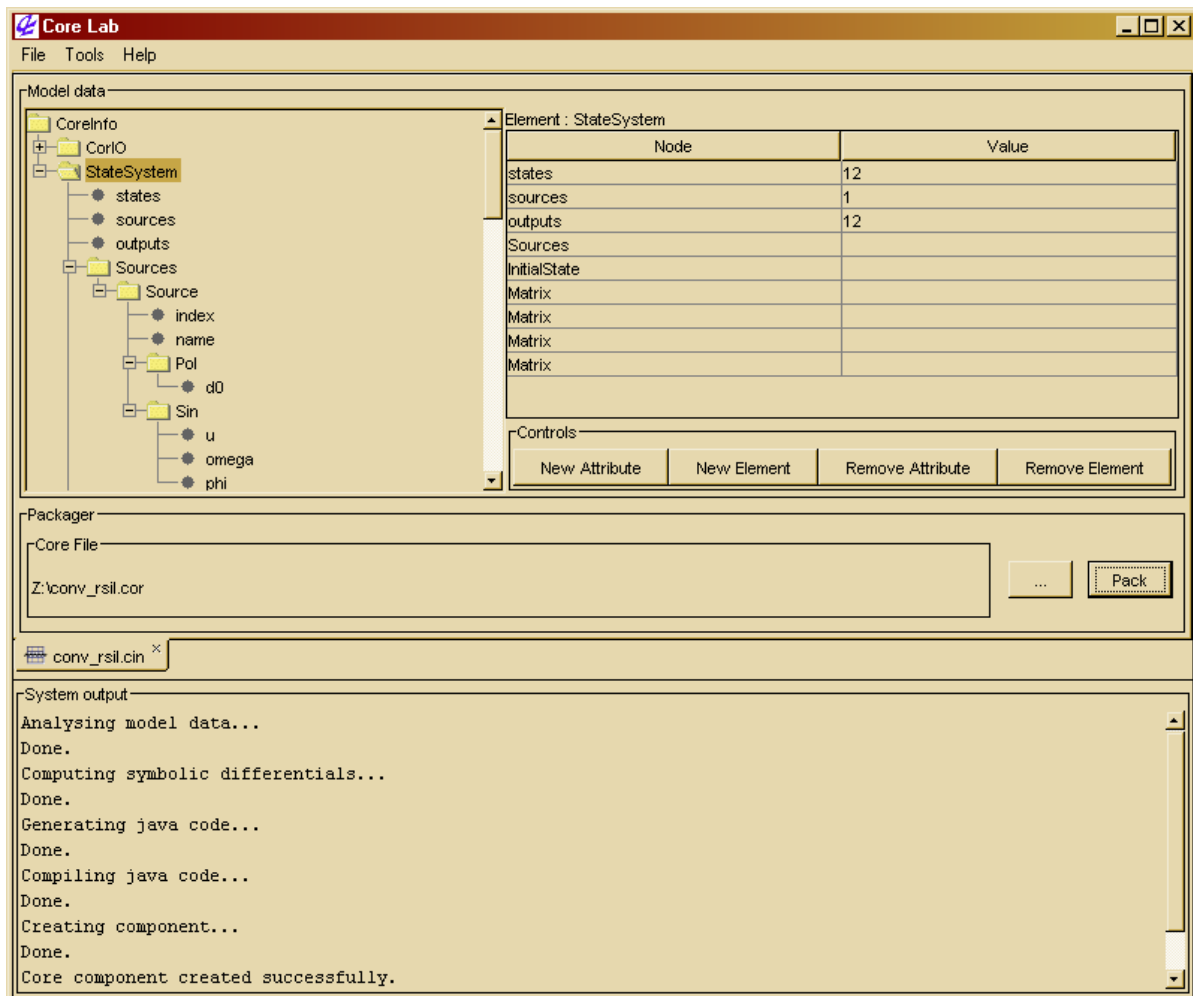 Core Lab
File Tools Help
Model data
CoreInfo
CorIO
StateSystem
states
sources
outputs
Sources
Source
index
name
Pol
d0
Sin
u
omega
phi
Element : StateSystem
Node Value
states 12
sources 1
outputs 12
Sources
InitialState
Matrix
Matrix
Matrix
Matrix
Controls
New Attribute New Element Remove Attribute Remove Element
Packager
Core File
Z:\conv_rsil.cor
... Pack
conv_rsil.cin
System output
Analysing model data...
Done.
Computing symbolic differentials...
Done.
Generating java code...
Done.
Compiling java code...
Done.
Creating component...
Done.
Core component created successfully.